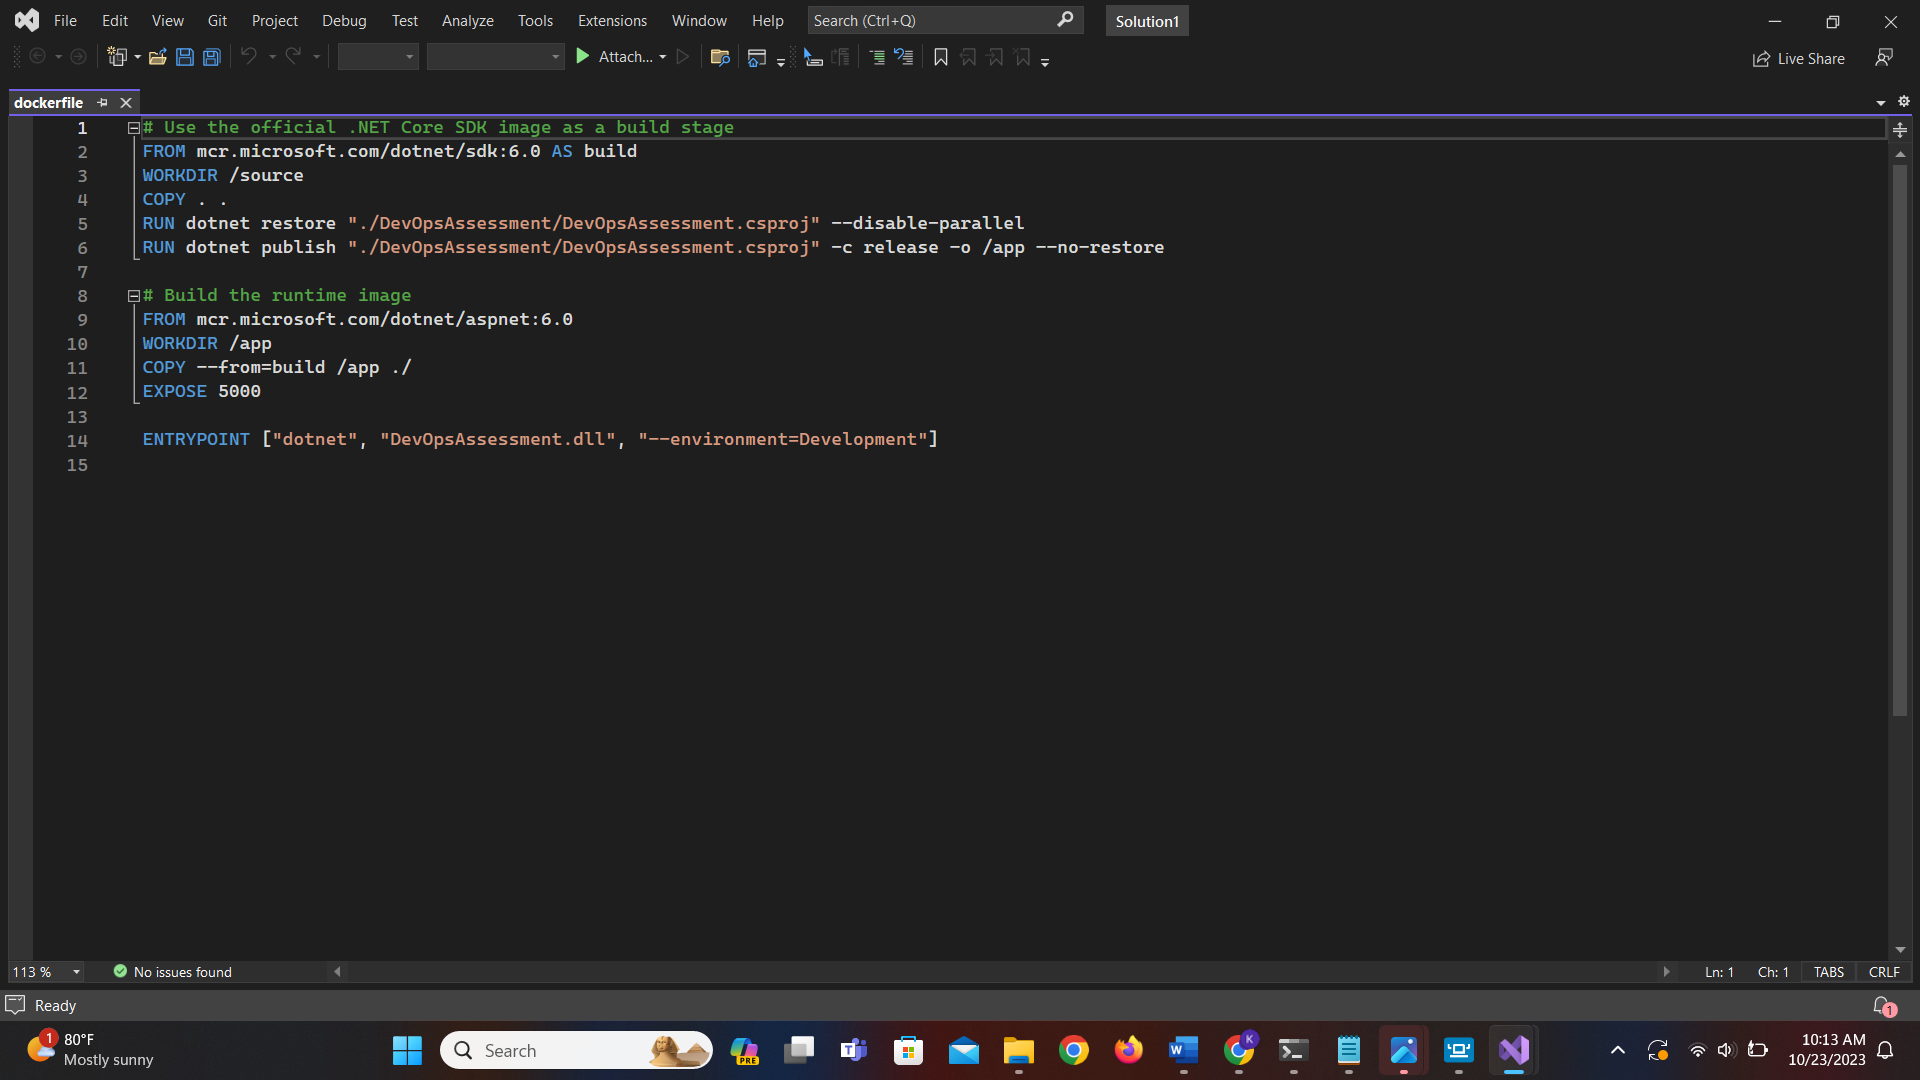 File Edit View Git Project Debug Test Analyze Tools Extensions Window Help Search (Ctrl+Q) Solution1
Attach... Live Share
dockerfile
1 # Use the official .NET Core SDK image as a build stage
2 FROM mcr.microsoft.com/dotnet/sdk:6.0 AS build
3 WORKDIR /source
4 COPY . .
5 RUN dotnet restore "./DevOpsAssessment/DevOpsAssessment.csproj" --disable-parallel
6 RUN dotnet publish "./DevOpsAssessment/DevOpsAssessment.csproj" -c release -o /app --no-restore
7
8 # Build the runtime image
9 FROM mcr.microsoft.com/dotnet/aspnet:6.0
10 WORKDIR /app
11 COPY --from=build /app ./
12 EXPOSE 5000
13
14 ENTRYPOINT ["dotnet", "DevOpsAssessment.dll", "--environment=Development"]
15
113 % No issues found Ln: 1 Ch: 1 TABS CRLF
Ready 1
1 80°F
Mostly sunny
Search PRE K
10:13 AM
10/23/2023